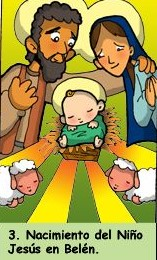 3. Nacimiento del Niño
Jesús en Belén.